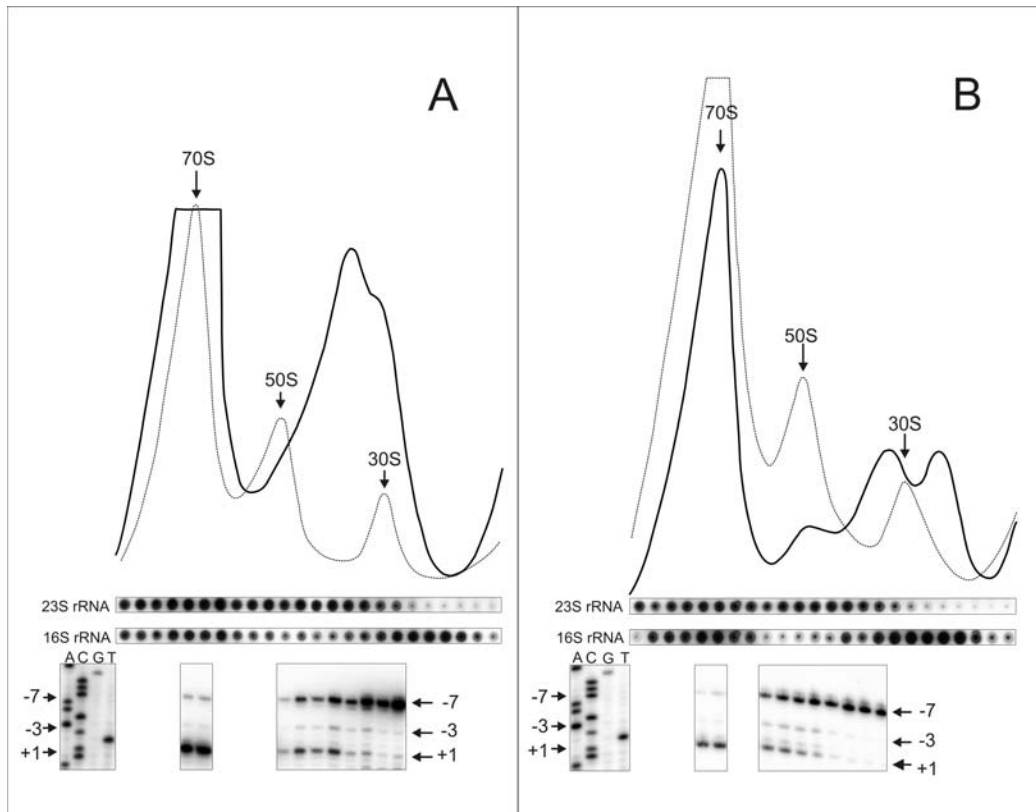 A
70S
50S
30S
23S rRNA
16S rRNA
A C G T
-7
-3
+1
-7
-3
+1
B
70S
50S
30S
23S rRNA
16S rRNA
A C G T
-7
-3
+1
-7
-3
+1